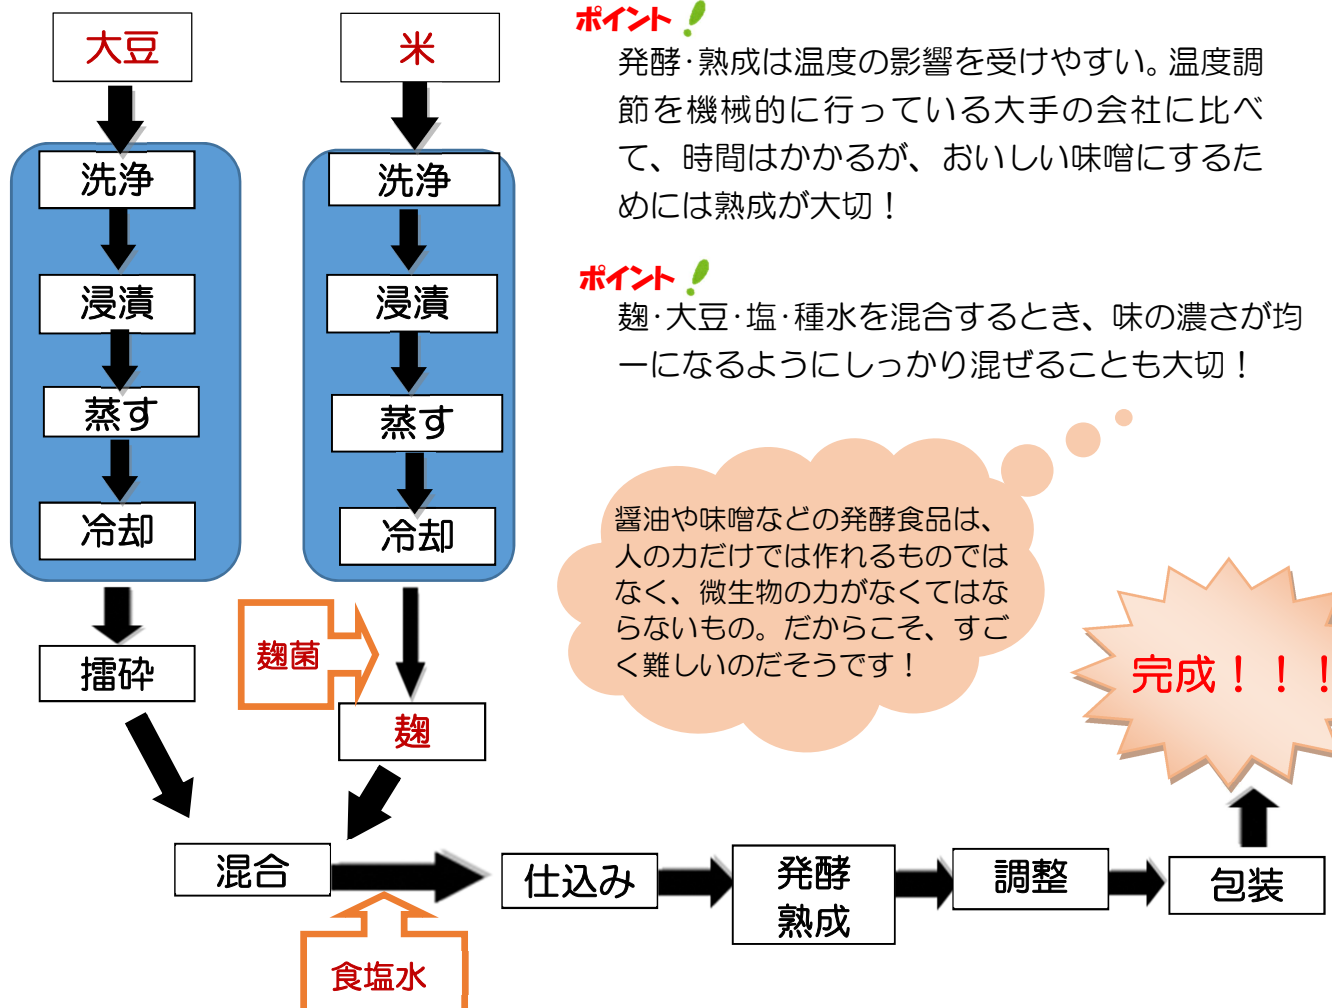 大豆
洗浄
浸漬
蒸す
冷却
擂砕
米
洗浄
浸漬
蒸す
冷却
麹菌
麹
混合
食塩水
仕込み
発酵
熟成
調整
包装
完成！！！
ポイント！
発酵･熟成は温度の影響を受けやすい。温度調
節を機械的に行っている大手の会社に比べ
て、時間はかかるが、おいしい味噌にするた
めには熟成が大切！
ポイント！
麹･大豆･塩･種水を混合するとき、味の濃さが均
一になるようにしっかり混ぜることも大切！
醤油や味噌などの発酵食品は、
人の力だけでは作れるものでは
なく、微生物の力がなくてはな
らないもの。だからこそ、すご
く難しいのだそうです！